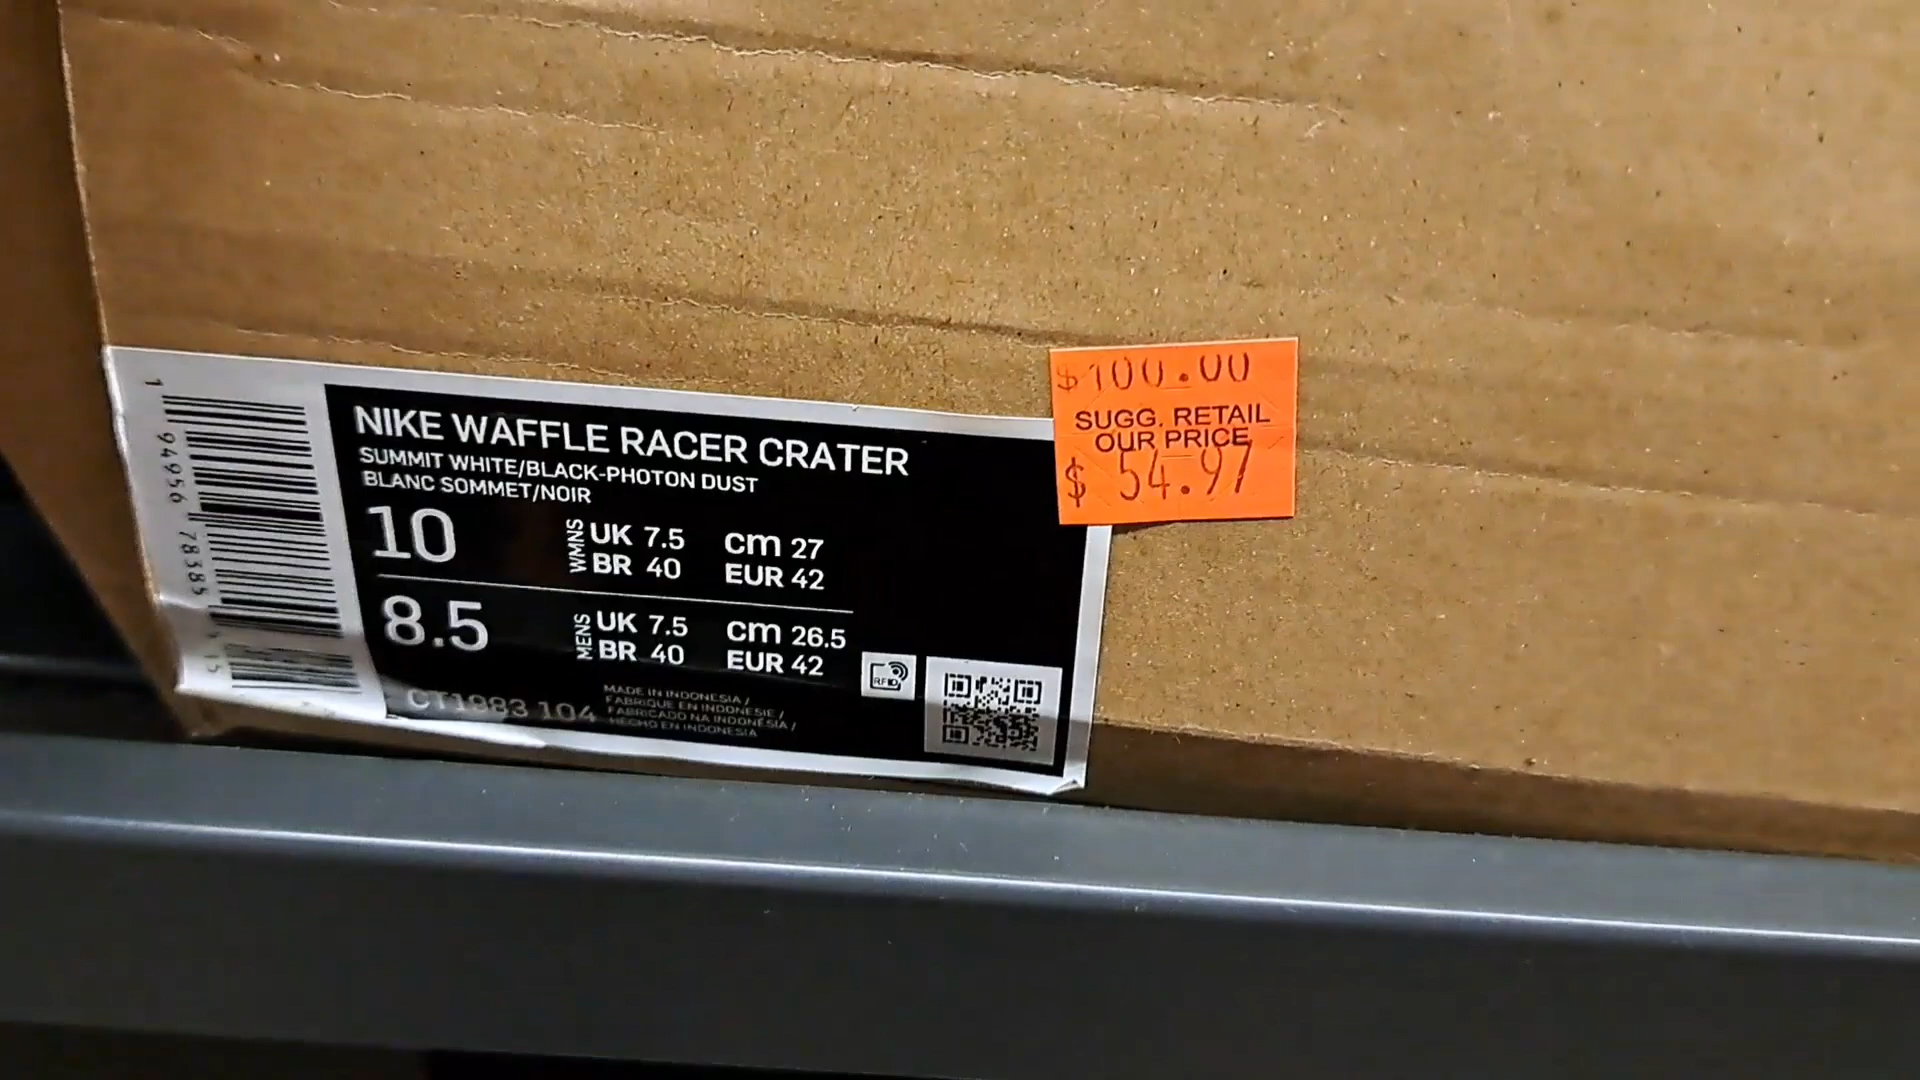 $100.00
SUGG. RETAIL
OUR PRICE
$ 54.97
NIKE WAFFLE RACER CRATER
SUMMIT WHITE/BLACK-PHOTON DUST
BLANC SOMMET/NOIR
10
WMNS
UK 7.5 cm 27
BR 40 EUR 42
8.5
MENS
UK 7.5 cm 26.5
BR 40 EUR 42
CT1983 104
MADE IN INDONESIA /
FABRIQUE EN INDONESIE /
FABRICADO NA INDONÉSIA /
HECHO EN INDONESIA
RFID
1 94956 78385